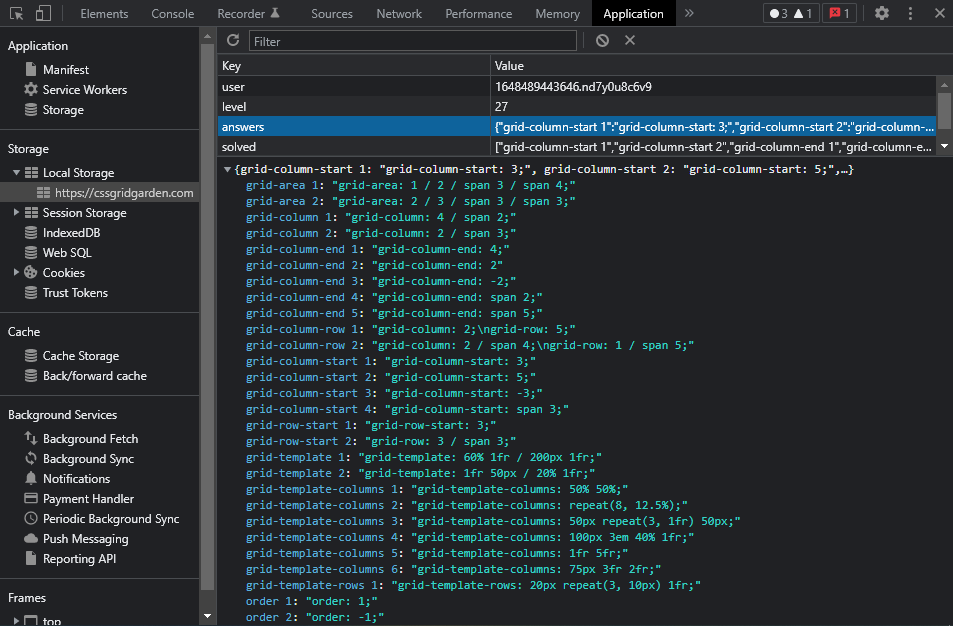 Elements Console Recorder Sources Network Performance Memory Application » 3 1 1
Application
Manifest
Service Workers
Storage
Storage
Local Storage
https://cssgridgarden.com
Session Storage
IndexedDB
Web SQL
Cookies
Trust Tokens
Cache
Cache Storage
Back/forward cache
Background Services
Background Fetch
Background Sync
Notifications
Payment Handler
Periodic Background Sync
Push Messaging
Reporting API
Frames
top
Filter
Key Value
user 1648489443646.nd7y0u8c6v9
level 27
answers {"grid-column-start 1":"grid-column-start: 3;","grid-column-start 2":"grid-column-...
solved ["grid-column-start 1","grid-column-start 2","grid-column-end 1","grid-column-e...
{grid-column-start 1: "grid-column-start: 3;", grid-column-start 2: "grid-column-start: 5;",…}
grid-area 1: "grid-area: 1 / 2 / span 3 / span 4;"
grid-area 2: "grid-area: 2 / 3 / span 3 / span 3;"
grid-column 1: "grid-column: 4 / span 2;"
grid-column 2: "grid-column: 2 / span 3;"
grid-column-end 1: "grid-column-end: 4;"
grid-column-end 2: "grid-column-end: 2"
grid-column-end 3: "grid-column-end: -2;"
grid-column-end 4: "grid-column-end: span 2;"
grid-column-end 5: "grid-column-end: span 5;"
grid-column-row 1: "grid-column: 2;\ngrid-row: 5;"
grid-column-row 2: "grid-column: 2 / span 4;\ngrid-row: 1 / span 5;"
grid-column-start 1: "grid-column-start: 3;"
grid-column-start 2: "grid-column-start: 5;"
grid-column-start 3: "grid-column-start: -3;"
grid-column-start 4: "grid-column-start: span 3;"
grid-row-start 1: "grid-row-start: 3;"
grid-row-start 2: "grid-row: 3 / span 3;"
grid-template 1: "grid-template: 60% 1fr / 200px 1fr;"
grid-template 2: "grid-template: 1fr 50px / 20% 1fr;"
grid-template-columns 1: "grid-template-columns: 50% 50%;"
grid-template-columns 2: "grid-template-columns: repeat(8, 12.5%);"
grid-template-columns 3: "grid-template-columns: 50px repeat(3, 1fr) 50px;"
grid-template-columns 4: "grid-template-columns: 100px 3em 40% 1fr;"
grid-template-columns 5: "grid-template-columns: 1fr 5fr;"
grid-template-columns 6: "grid-template-columns: 75px 3fr 2fr;"
grid-template-rows 1: "grid-template-rows: 20px repeat(3, 10px) 1fr;"
order 1: "order: 1;"
order 2: "order: -1;"